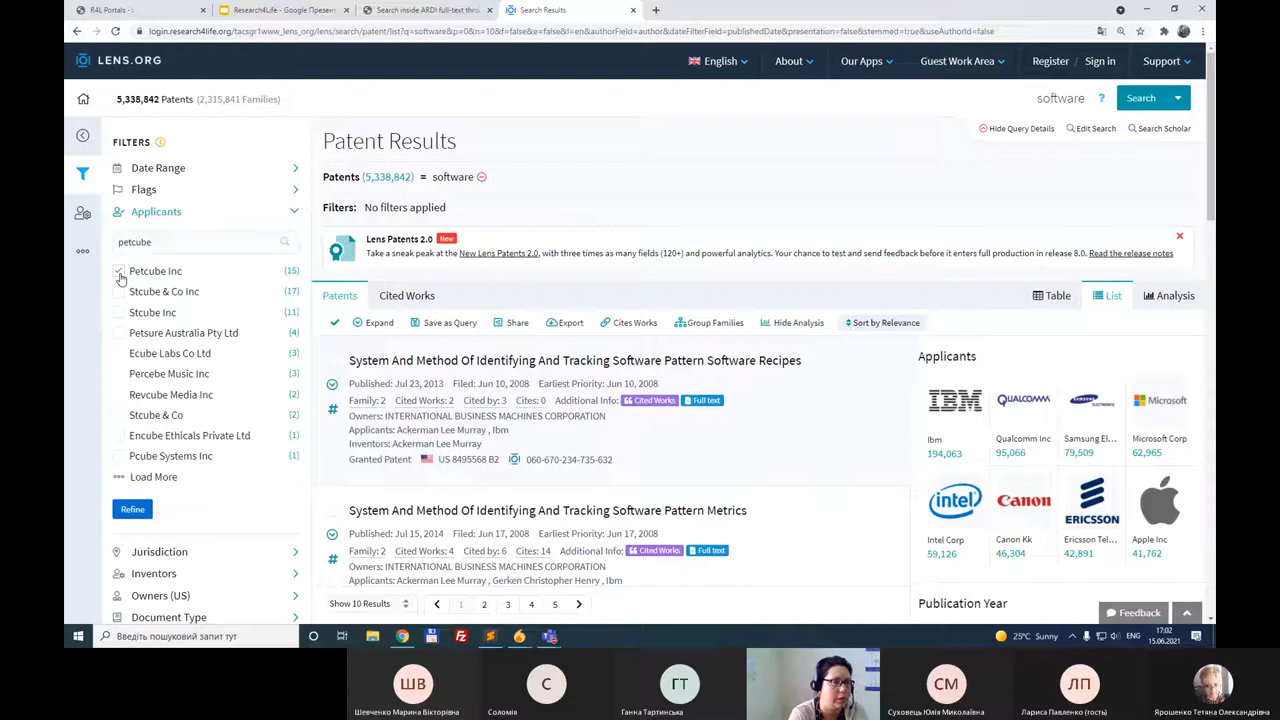 R4L Portals -
Research4Life - Google Презент
Search inside ARDI full-text thr
Search Results
login.research4life.org/tacsgr1www_lens_org/lens/search/patent/list?q=software&p=0&n=10&f=false&e=false&l=en&authorField=author&dateFilterField=publishedDate&presentation=false&stemmed=true&useAuthorId=false
LENS.ORG
English
About
Our Apps
Guest Work Area
Register / Sign in
Support
5,338,842 Patents (2,315,841 Families)
software
?
Search
Hide Query Details
Edit Search
Search Scholar
FILTERS
Date Range
Flags
Applicants
petcube
Petcube Inc (15)
Stcube & Co Inc (17)
Stcube Inc (11)
Petsure Australia Pty Ltd (4)
Ecube Labs Co Ltd (3)
Percebe Music Inc (3)
Revcube Media Inc (2)
Stcube & Co (2)
Encube Ethicals Private Ltd (1)
Pcube Systems Inc (1)
Load More
Refine
Jurisdiction
Inventors
Owners (US)
Document Type
Patent Results
Patents (5,338,842) = software
Filters: No filters applied
Lens Patents 2.0 New
Take a sneak peak at the New Lens Patents 2.0, with three times as many fields (120+) and powerful analytics. Your chance to test and send feedback before it enters full production in release 8.0. Read the release notes
Patents
Cited Works
Table
List
Analysis
Expand
Save as Query
Share
Export
Cites Works
Group Families
Hide Analysis
Sort by Relevance
System And Method Of Identifying And Tracking Software Pattern Software Recipes
Published: Jul 23, 2013 Filed: Jun 10, 2008 Earliest Priority: Jun 10, 2008
Family: 2 Cited Works: 2 Cited by: 3 Cites: 0 Additional Info: Cited Works Full text
Owners: INTERNATIONAL BUSINESS MACHINES CORPORATION
Applicants: Ackerman Lee Murray , Ibm
Inventors: Ackerman Lee Murray
Granted Patent US 8495568 B2 060-670-234-735-632
System And Method Of Identifying And Tracking Software Pattern Metrics
Published: Jul 15, 2014 Filed: Jun 17, 2008 Earliest Priority: Jun 17, 2008
Family: 2 Cited Works: 4 Cited by: 6 Cites: 14 Additional Info: Cited Works Full text
Owners: INTERNATIONAL BUSINESS MACHINES CORPORATION
Applicants: Ackerman Lee Murray , Gerken Christopher Henry , Ibm
Show 10 Results
1 2 3 4 5
Applicants
IBM
QUALCOMM
SAMSUNG
Microsoft
Ibm
194,063
Qualcomm Inc
95,066
Samsung El...
79,509
Microsoft Corp
62,965
intel
Canon
ERICSSON
Intel Corp
59,126
Canon Kk
46,304
Ericsson Tel...
42,891
Apple Inc
41,762
Publication Year
Feedback
Введіть пошуковий запит тут
25°C Sunny
ENG
17:02
15.06.2021
ШВ
С
ГТ
СМ
ЛП
Шевченко Марина Вікторівна
Соломія
Ганна Тартинська
Суховець Юлія Миколаївна
Лариса Павленко (гость)
Ярошенко Тетяна Олександрівна